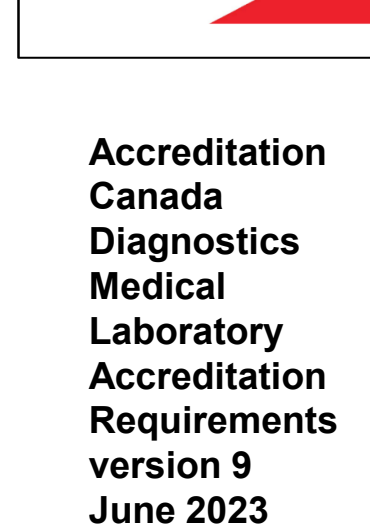 Accreditation
Canada
Diagnostics
Medical
Laboratory
Accreditation
Requirements
version 9
June 2023